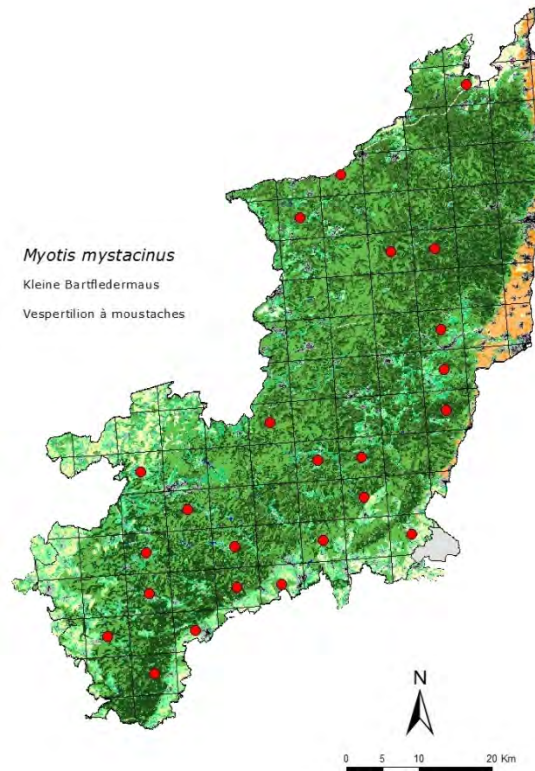 Myotis mystacinus
Kleine Bartfledermaus
Vespertilion à moustaches
N
0 5 10 20 Km